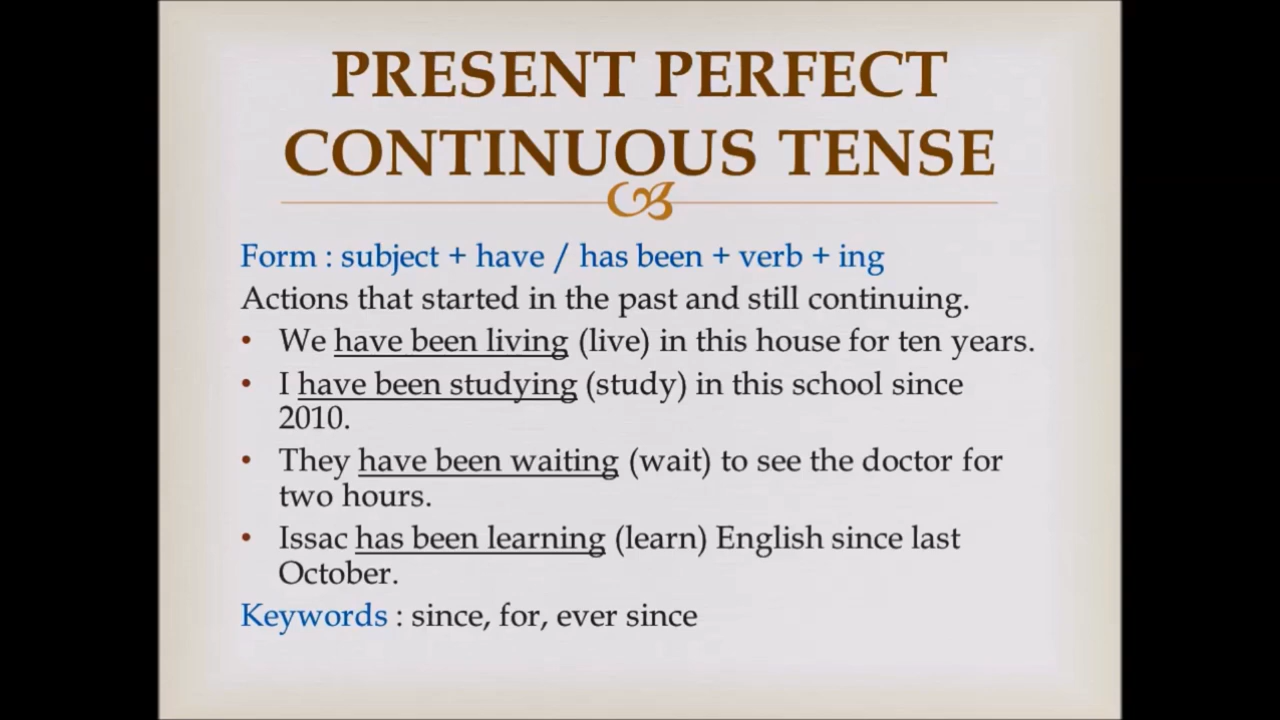 PRESENT PERFECT
CONTINUOUS TENSE
Form : subject + have / has been + verb + ing
Actions that started in the past and still continuing.
• We have been living (live) in this house for ten years.
• I have been studying (study) in this school since
2010.
• They have been waiting (wait) to see the doctor for
two hours.
• Issac has been learning (learn) English since last
October.
Keywords : since, for, ever since